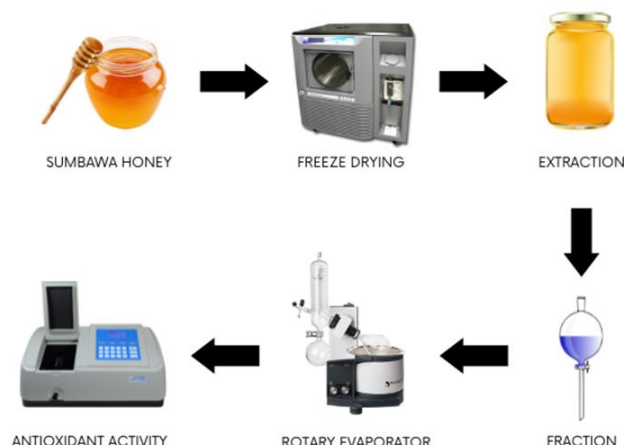 SUMBAWA HONEY
FREEZE DRYING
EXTRACTION
ANTIOXIDANT ACTIVITY
ROTARY EVAPORATOR
FRACTION